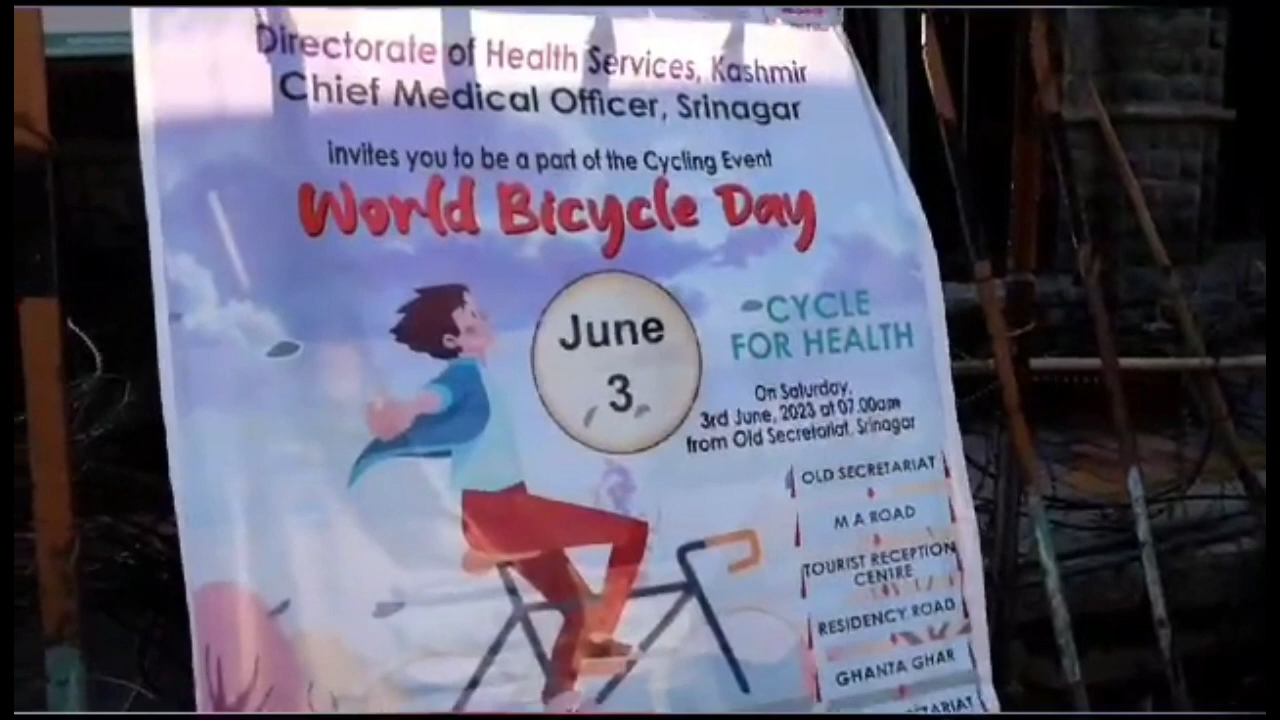 Directorate of Health Services, Kashmir
Chief Medical Officer, Srinagar
invites you to be a part of the Cycling Event
World Bicycle Day
June
3
CYCLE
FOR HEALTH
On Saturday,
3rd June, 2023 at 07.00am
from Old Secretariat, Srinagar
OLD SECRETARIAT
M A ROAD
TOURIST RECEPTION
CENTRE
RESIDENCY ROAD
GHANTA GHAR